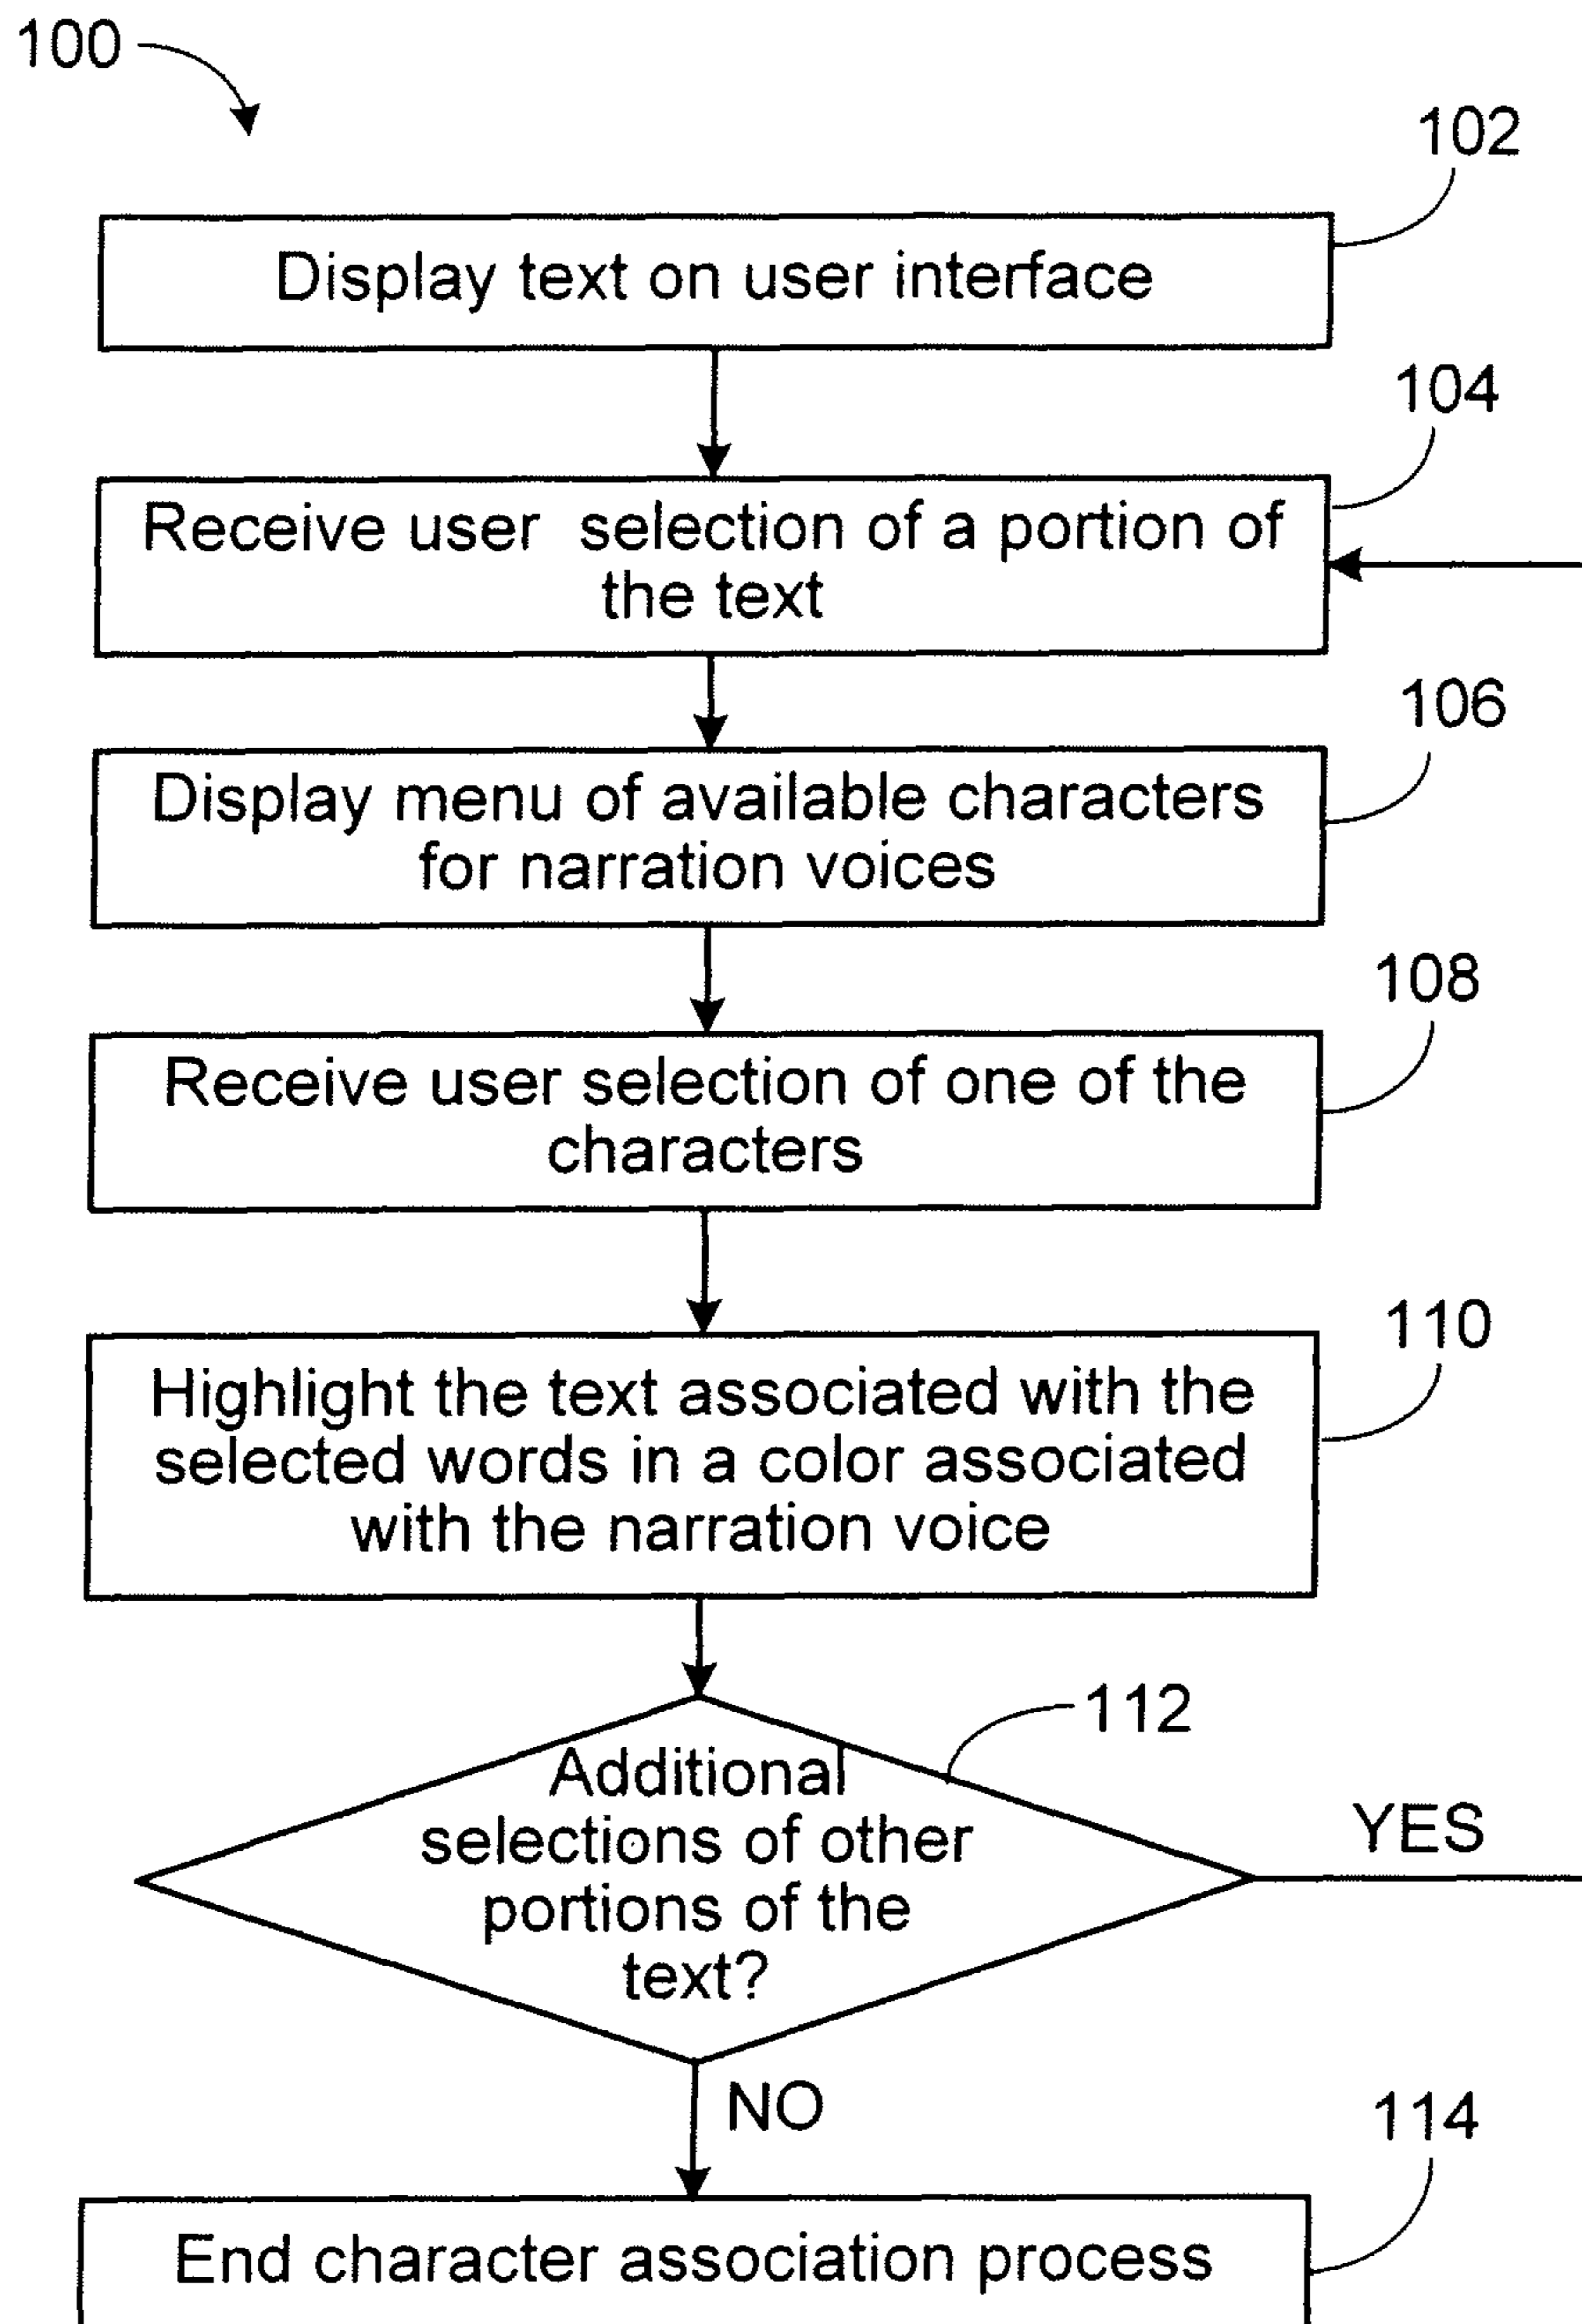 100
102
Display text on user interface
104
Receive user selection of a portion of
the text
106
Display menu of available characters
for narration voices
108
Receive user selection of one of the
characters
110
Highlight the text associated with the
selected words in a color associated
with the narration voice
112
Additional
selections of other
portions of the
text?
YES
NO
114
End character association process